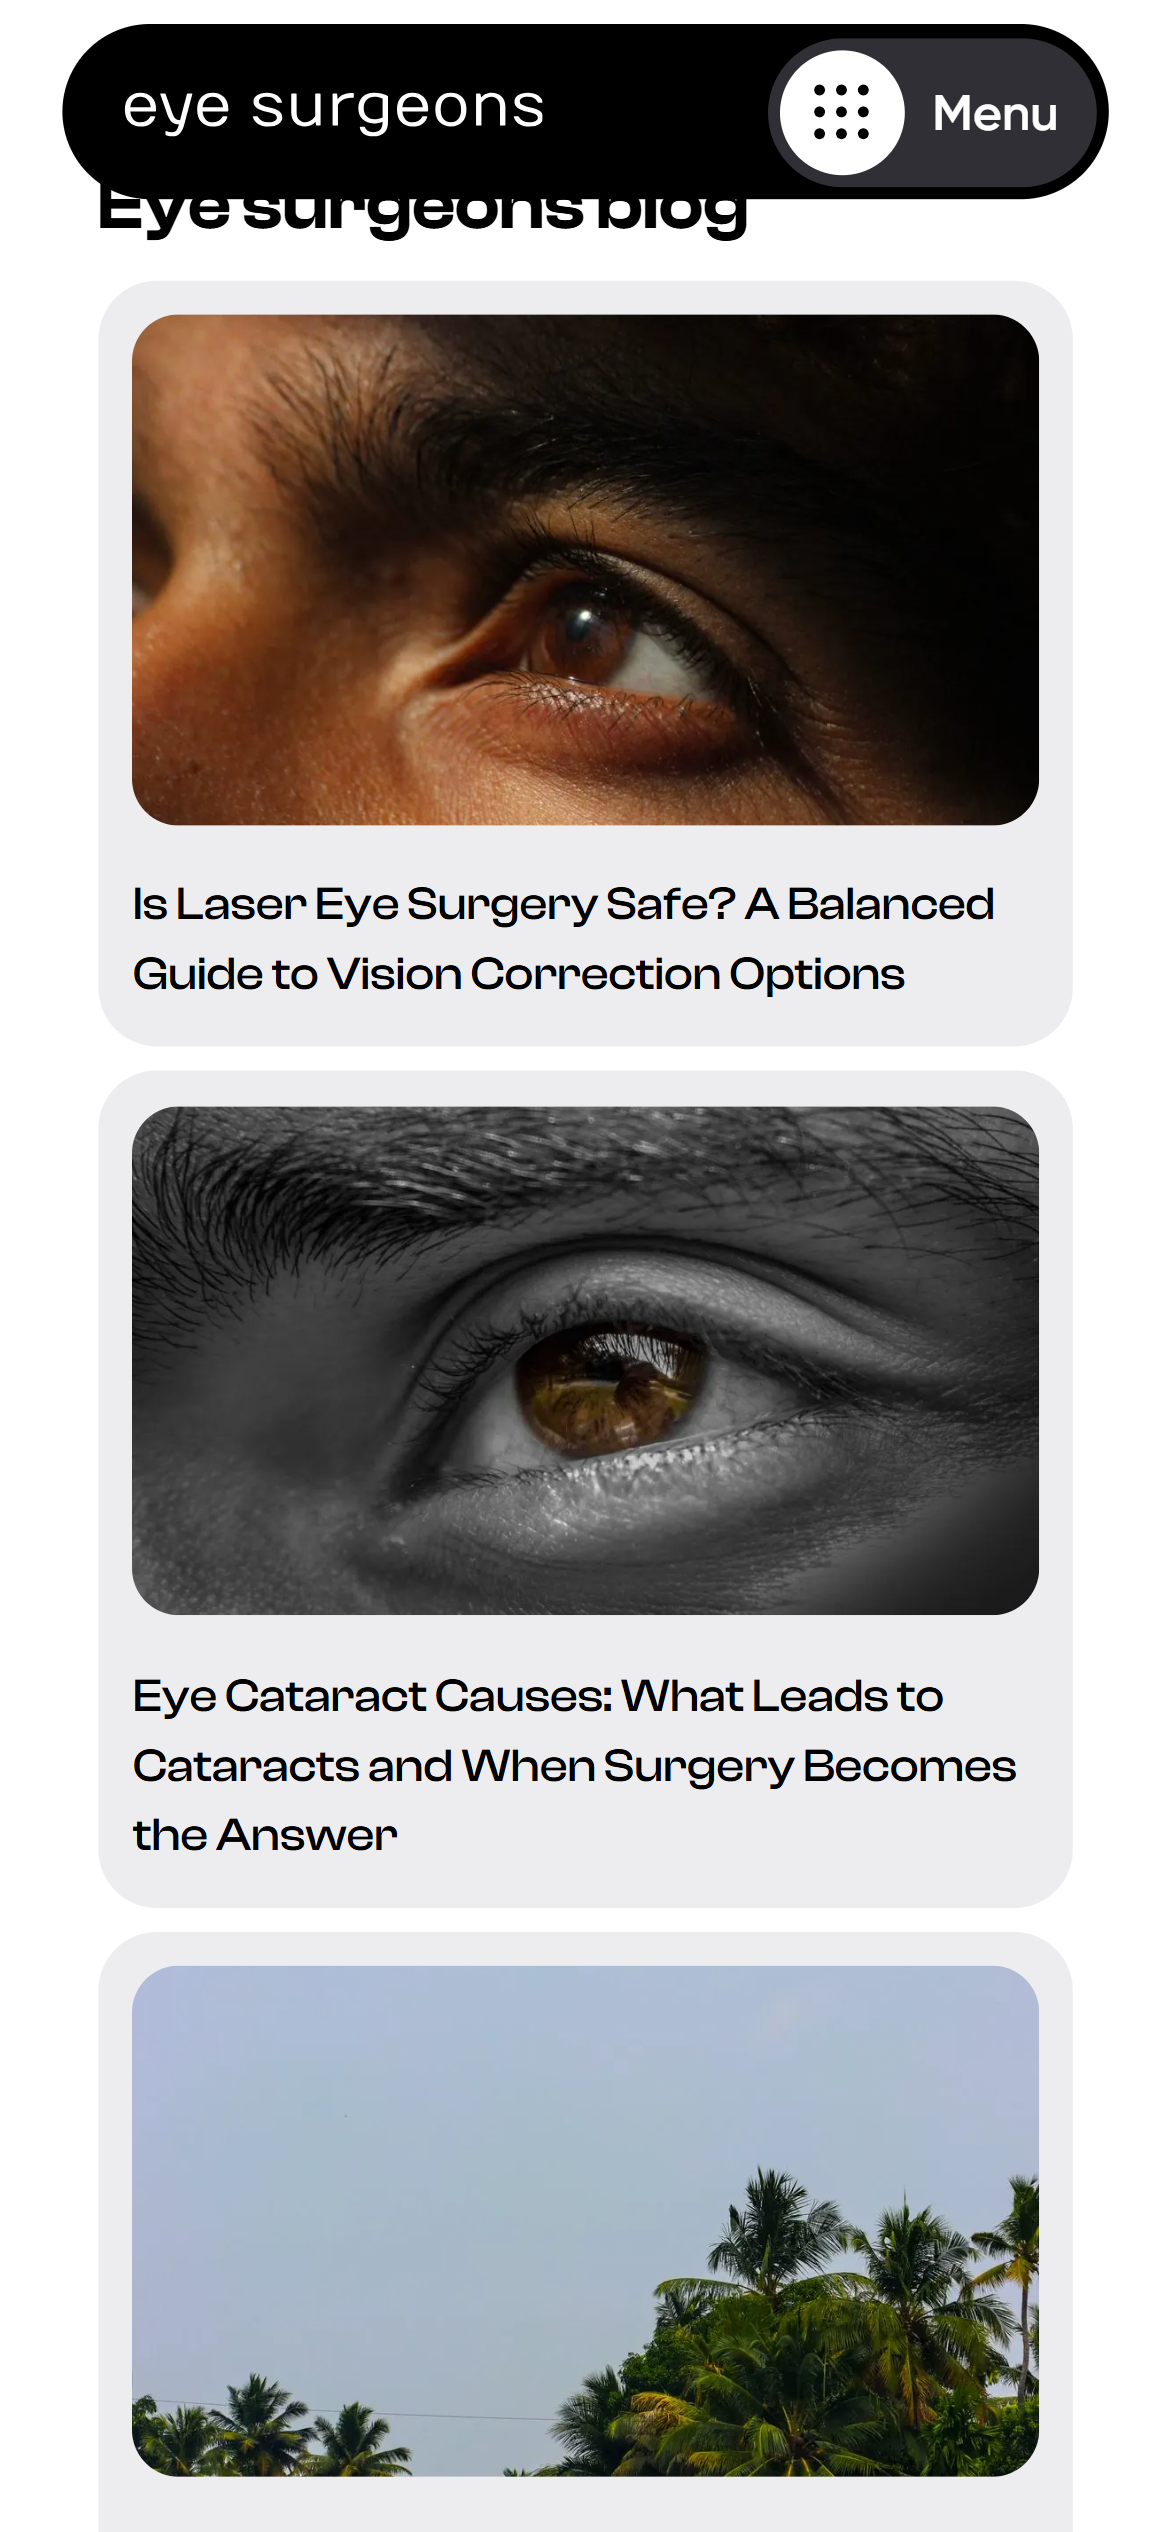 eye surgeons
Menu
Eye surgeons blog
Is Laser Eye Surgery Safe? A Balanced
Guide to Vision Correction Options
Eye Cataract Causes: What Leads to
Cataracts and When Surgery Becomes
the Answer